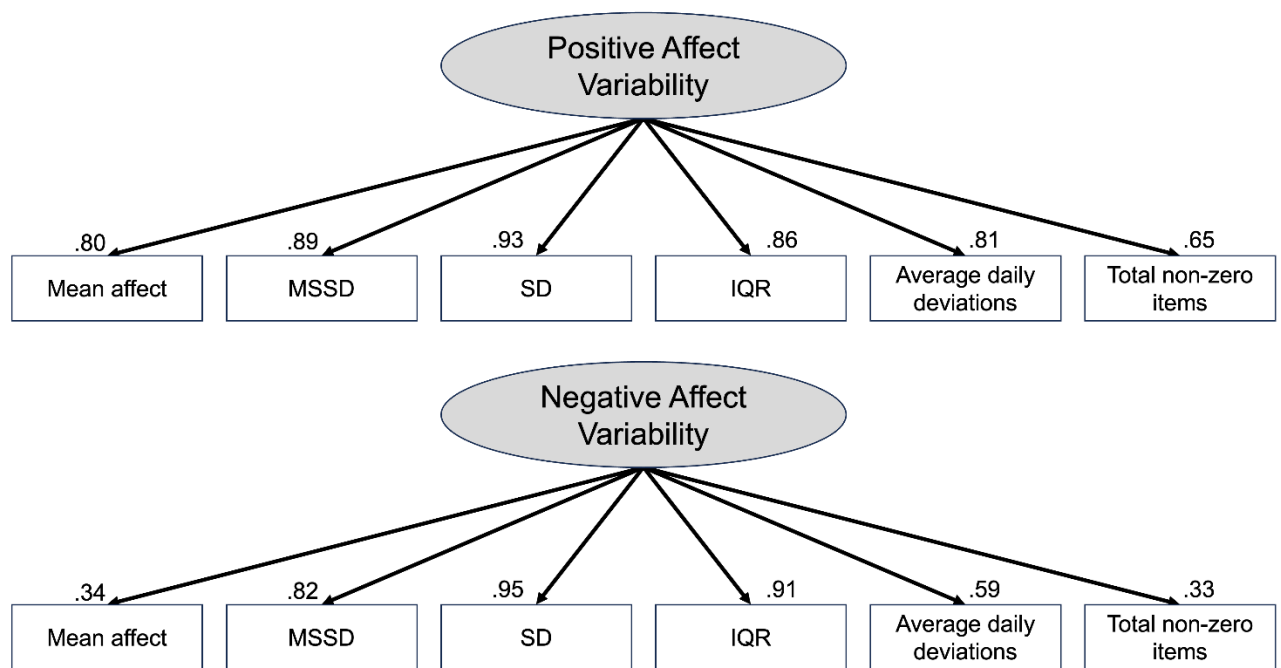 Positive Affect
Variability
.80
.89
.93
.86
.81
.65
Mean affect
MSSD
SD
IQR
Average daily
deviations
Total non-zero
items
Negative Affect
Variability
.34
.82
.95
.91
.59
.33
Mean affect
MSSD
SD
IQR
Average daily
deviations
Total non-zero
items